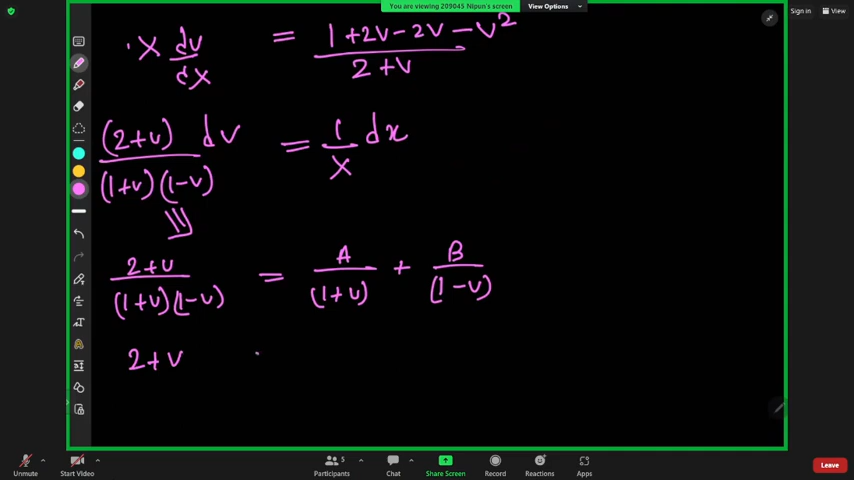 You are viewing 209045 Nipun's screen View Options
Sign in View
x dv/dx = (1+2v-2v-v²)/(2+v)
(2+v)/((1+v)(1-v)) dv = 1/x dx
(2+v)/((1+v)(1-v)) = A/(1+v) + B/(1-v)
2+v
Unmute Start Video Participants 5 Chat Share Screen Record Reactions Apps Leave